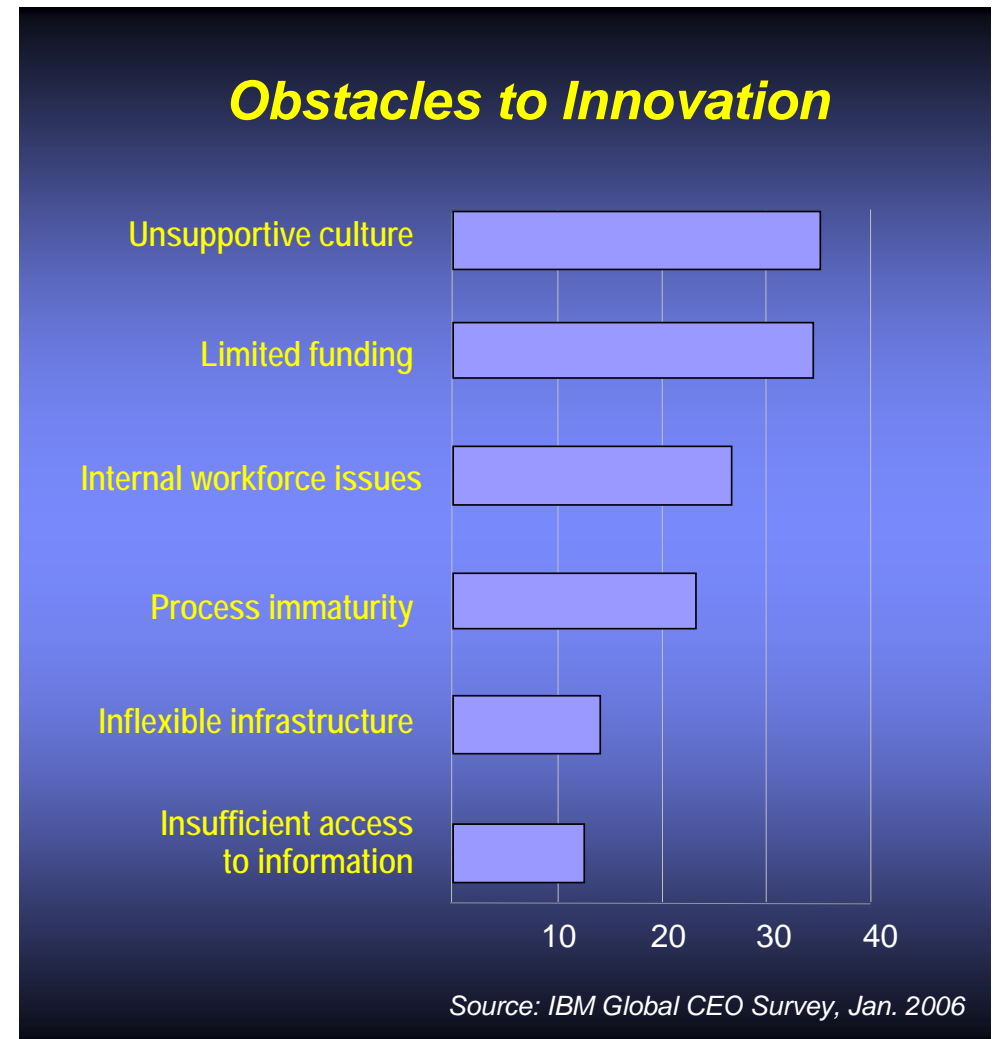 Obstacles to Innovation
Unsupportive culture
Limited funding
Internal workforce issues
Process immaturity
Inflexible infrastructure
Insufficient access
to information
10 20 30 40
Source: IBM Global CEO Survey, Jan. 2006